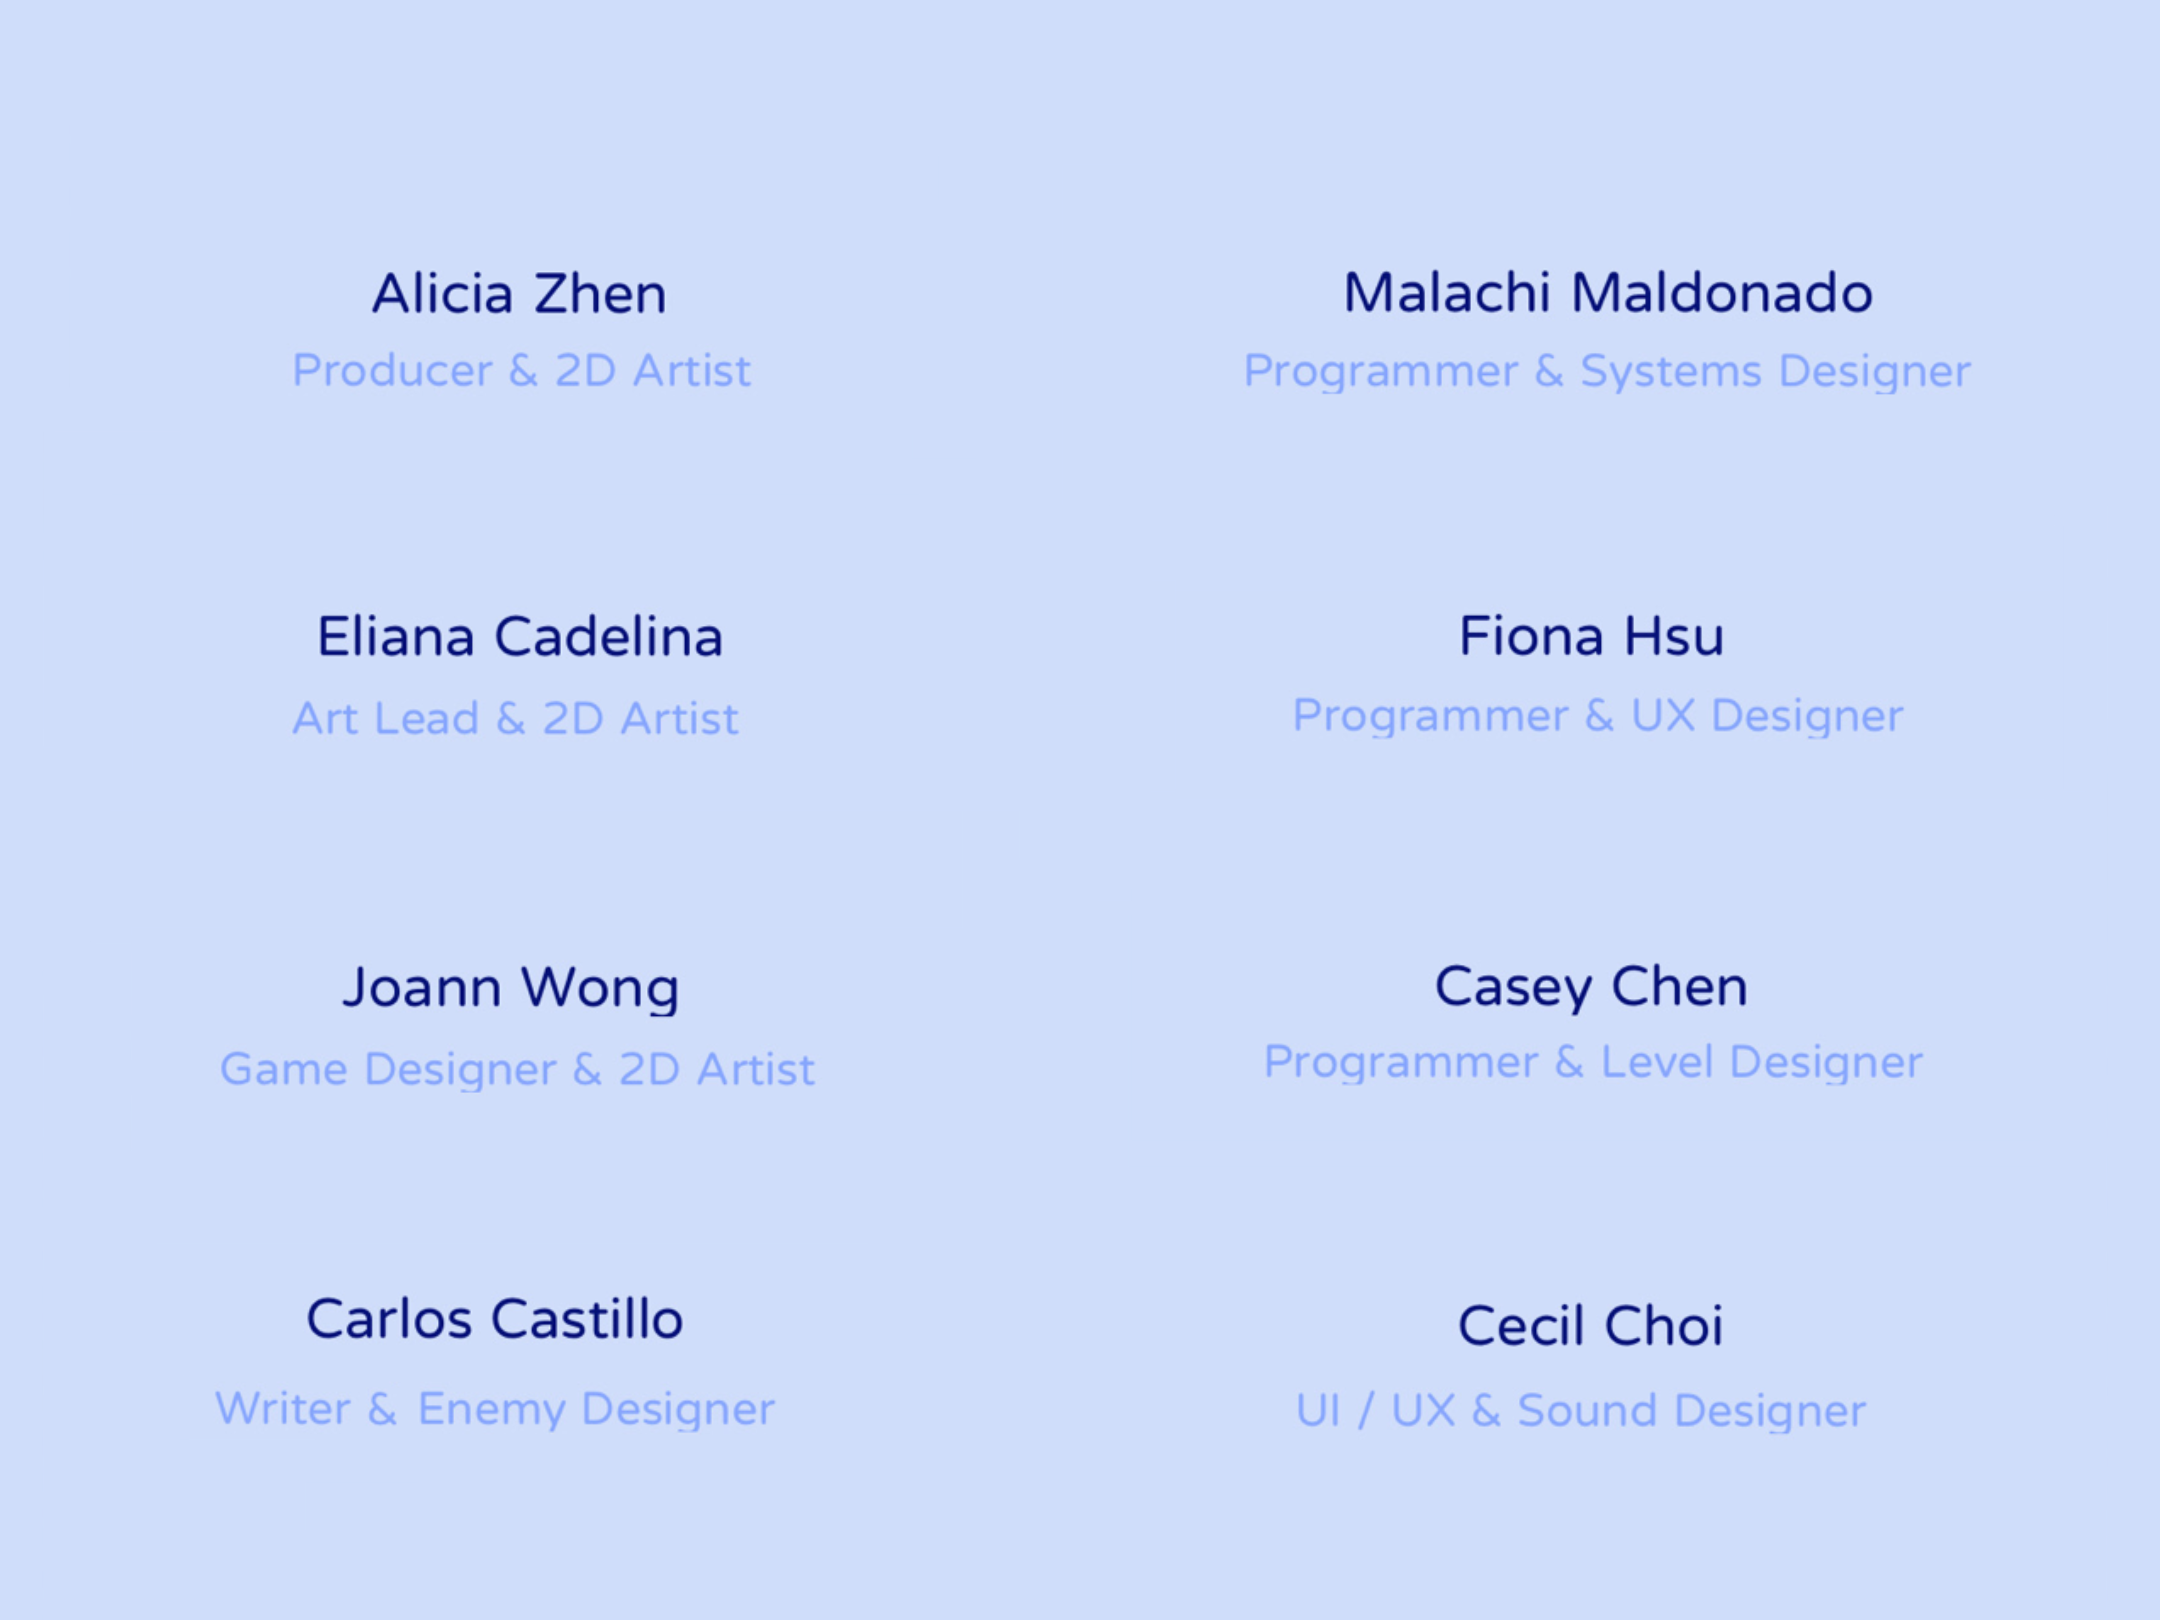 Alicia Zhen
Producer & 2D Artist
Malachi Maldonado
Programmer & Systems Designer
Eliana Cadelina
Art Lead & 2D Artist
Fiona Hsu
Programmer & UX Designer
Joann Wong
Game Designer & 2D Artist
Casey Chen
Programmer & Level Designer
Carlos Castillo
Writer & Enemy Designer
Cecil Choi
UI / UX & Sound Designer